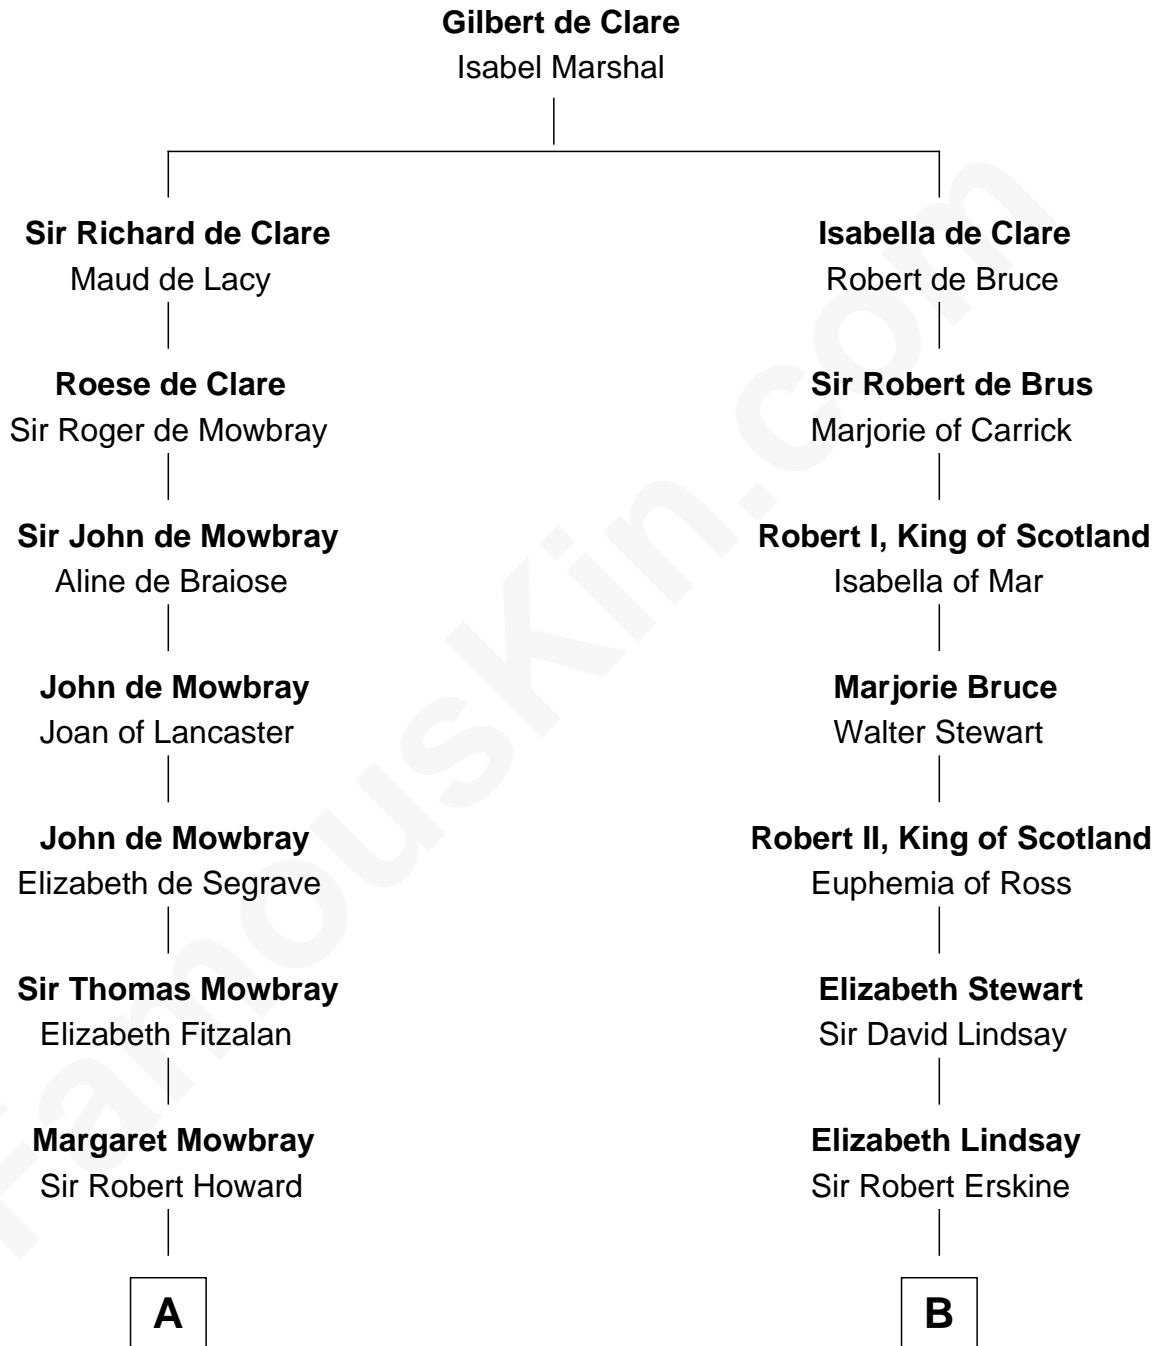 Gilbert de Clare
Isabel Marshal
Sir Richard de Clare
Maud de Lacy
Isabella de Clare
Robert de Bruce
Roese de Clare
Sir Roger de Mowbray
Sir Robert de Brus
Marjorie of Carrick
Sir John de Mowbray
Aline de Braiose
Robert I, King of Scotland
Isabella of Mar
John de Mowbray
Joan of Lancaster
Marjorie Bruce
Walter Stewart
John de Mowbray
Elizabeth de Segrave
Robert II, King of Scotland
Euphemia of Ross
Sir Thomas Mowbray
Elizabeth Fitzalan
Elizabeth Stewart
Sir David Lindsay
Margaret Mowbray
Sir Robert Howard
Elizabeth Lindsay
Sir Robert Erskine
A
B
FamousKin.com